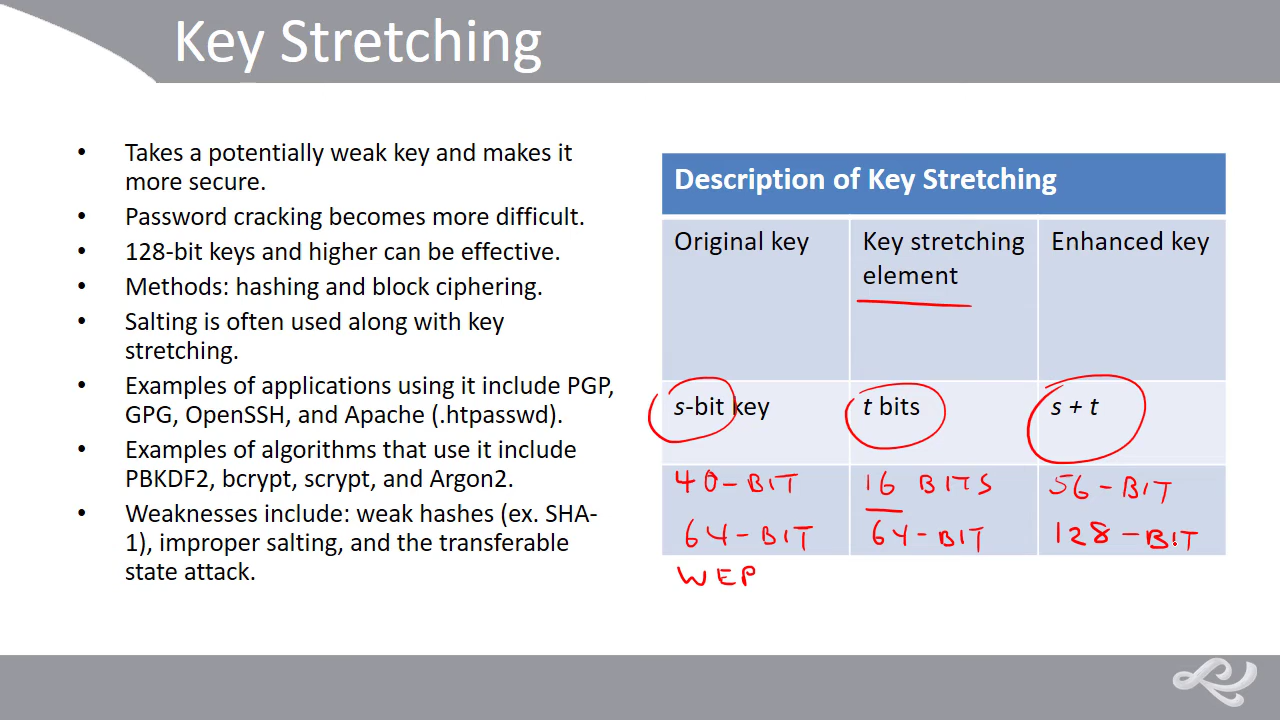 Key Stretching
• Takes a potentially weak key and makes it
more secure.
• Password cracking becomes more difficult.
• 128-bit keys and higher can be effective.
• Methods: hashing and block ciphering.
• Salting is often used along with key
stretching.
• Examples of applications using it include PGP,
GPG, OpenSSH, and Apache (.htpasswd).
• Examples of algorithms that use it include
PBKDF2, bcrypt, scrypt, and Argon2.
• Weaknesses include: weak hashes (ex. SHA-
1), improper salting, and the transferable
state attack.
Description of Key Stretching
Original key
Key stretching
element
Enhanced key
s-bit key
t bits
s + t
40-BIT
16 BITS
56-BIT
64-BIT
64-BIT
128-BIT
WEP